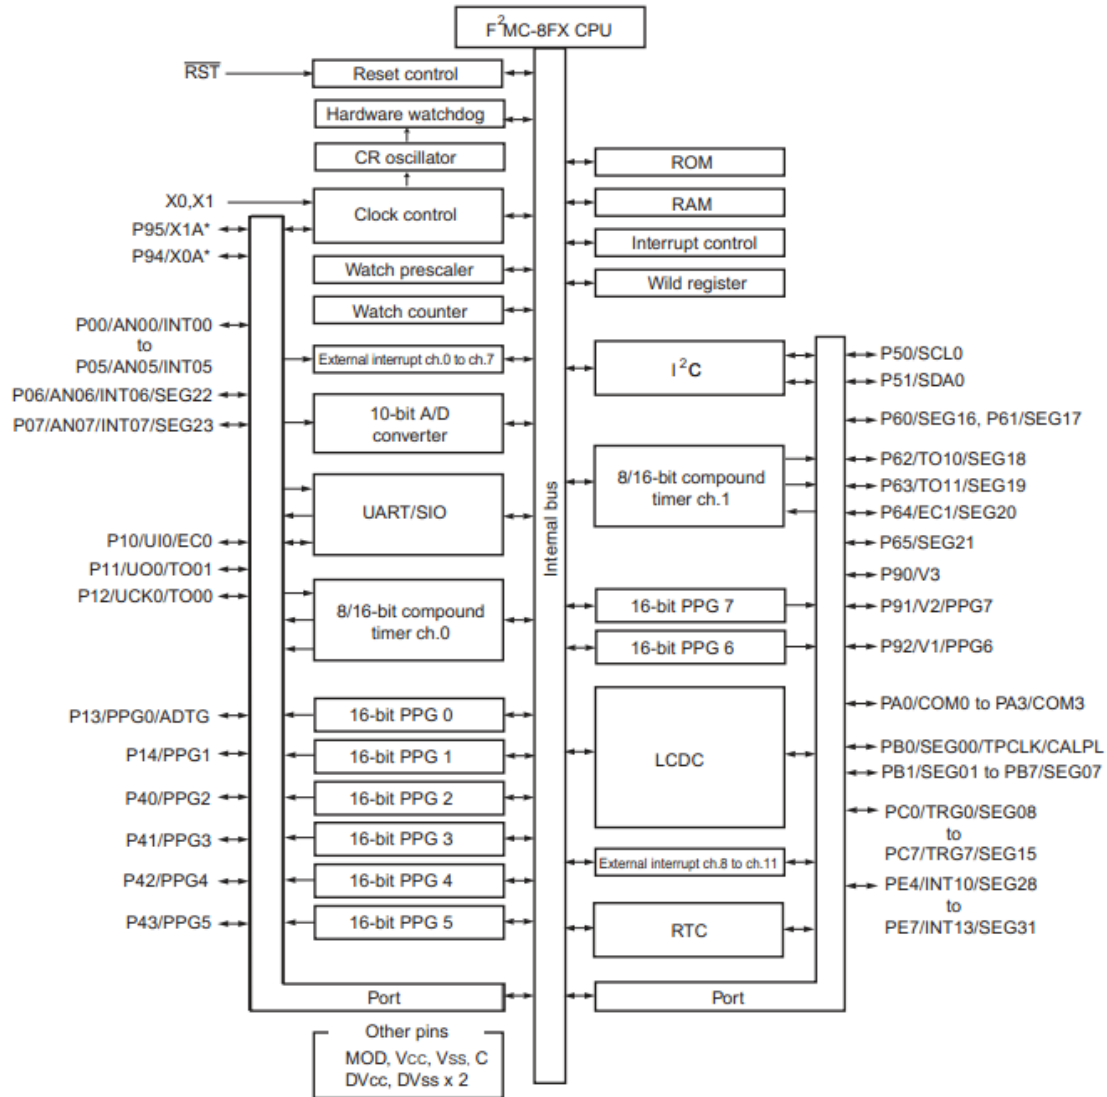 F²MC-8FX CPU
RST
Reset control
Hardware watchdog
CR oscillator
X0,X1
Clock control
P95/X1A*
P94/X0A*
Watch prescaler
Watch counter
P00/AN00/INT00
to
P05/AN05/INT05
External interrupt ch.0 to ch.7
P06/AN06/INT06/SEG22
P07/AN07/INT07/SEG23
10-bit A/D
converter
UART/SIO
P10/UI0/EC0
P11/UO0/TO01
P12/UCK0/TO00
8/16-bit compound
timer ch.0
P13/PPG0/ADTG
16-bit PPG 0
P14/PPG1
16-bit PPG 1
P40/PPG2
16-bit PPG 2
P41/PPG3
16-bit PPG 3
P42/PPG4
16-bit PPG 4
P43/PPG5
16-bit PPG 5
Port
Other pins
MOD, Vcc, Vss, C
DVcc, DVss x 2
Internal bus
ROM
RAM
Interrupt control
Wild register
I²C
P50/SCL0
P51/SDA0
P60/SEG16, P61/SEG17
8/16-bit compound
timer ch.1
P62/TO10/SEG18
P63/TO11/SEG19
P64/EC1/SEG20
P65/SEG21
P90/V3
16-bit PPG 7
P91/V2/PPG7
16-bit PPG 6
P92/V1/PPG6
LCDC
PA0/COM0 to PA3/COM3
PB0/SEG00/TPCLK/CALPL
PB1/SEG01 to PB7/SEG07
PC0/TRG0/SEG08
to
PC7/TRG7/SEG15
External interrupt ch.8 to ch.11
PE4/INT10/SEG28
to
PE7/INT13/SEG31
RTC
Port